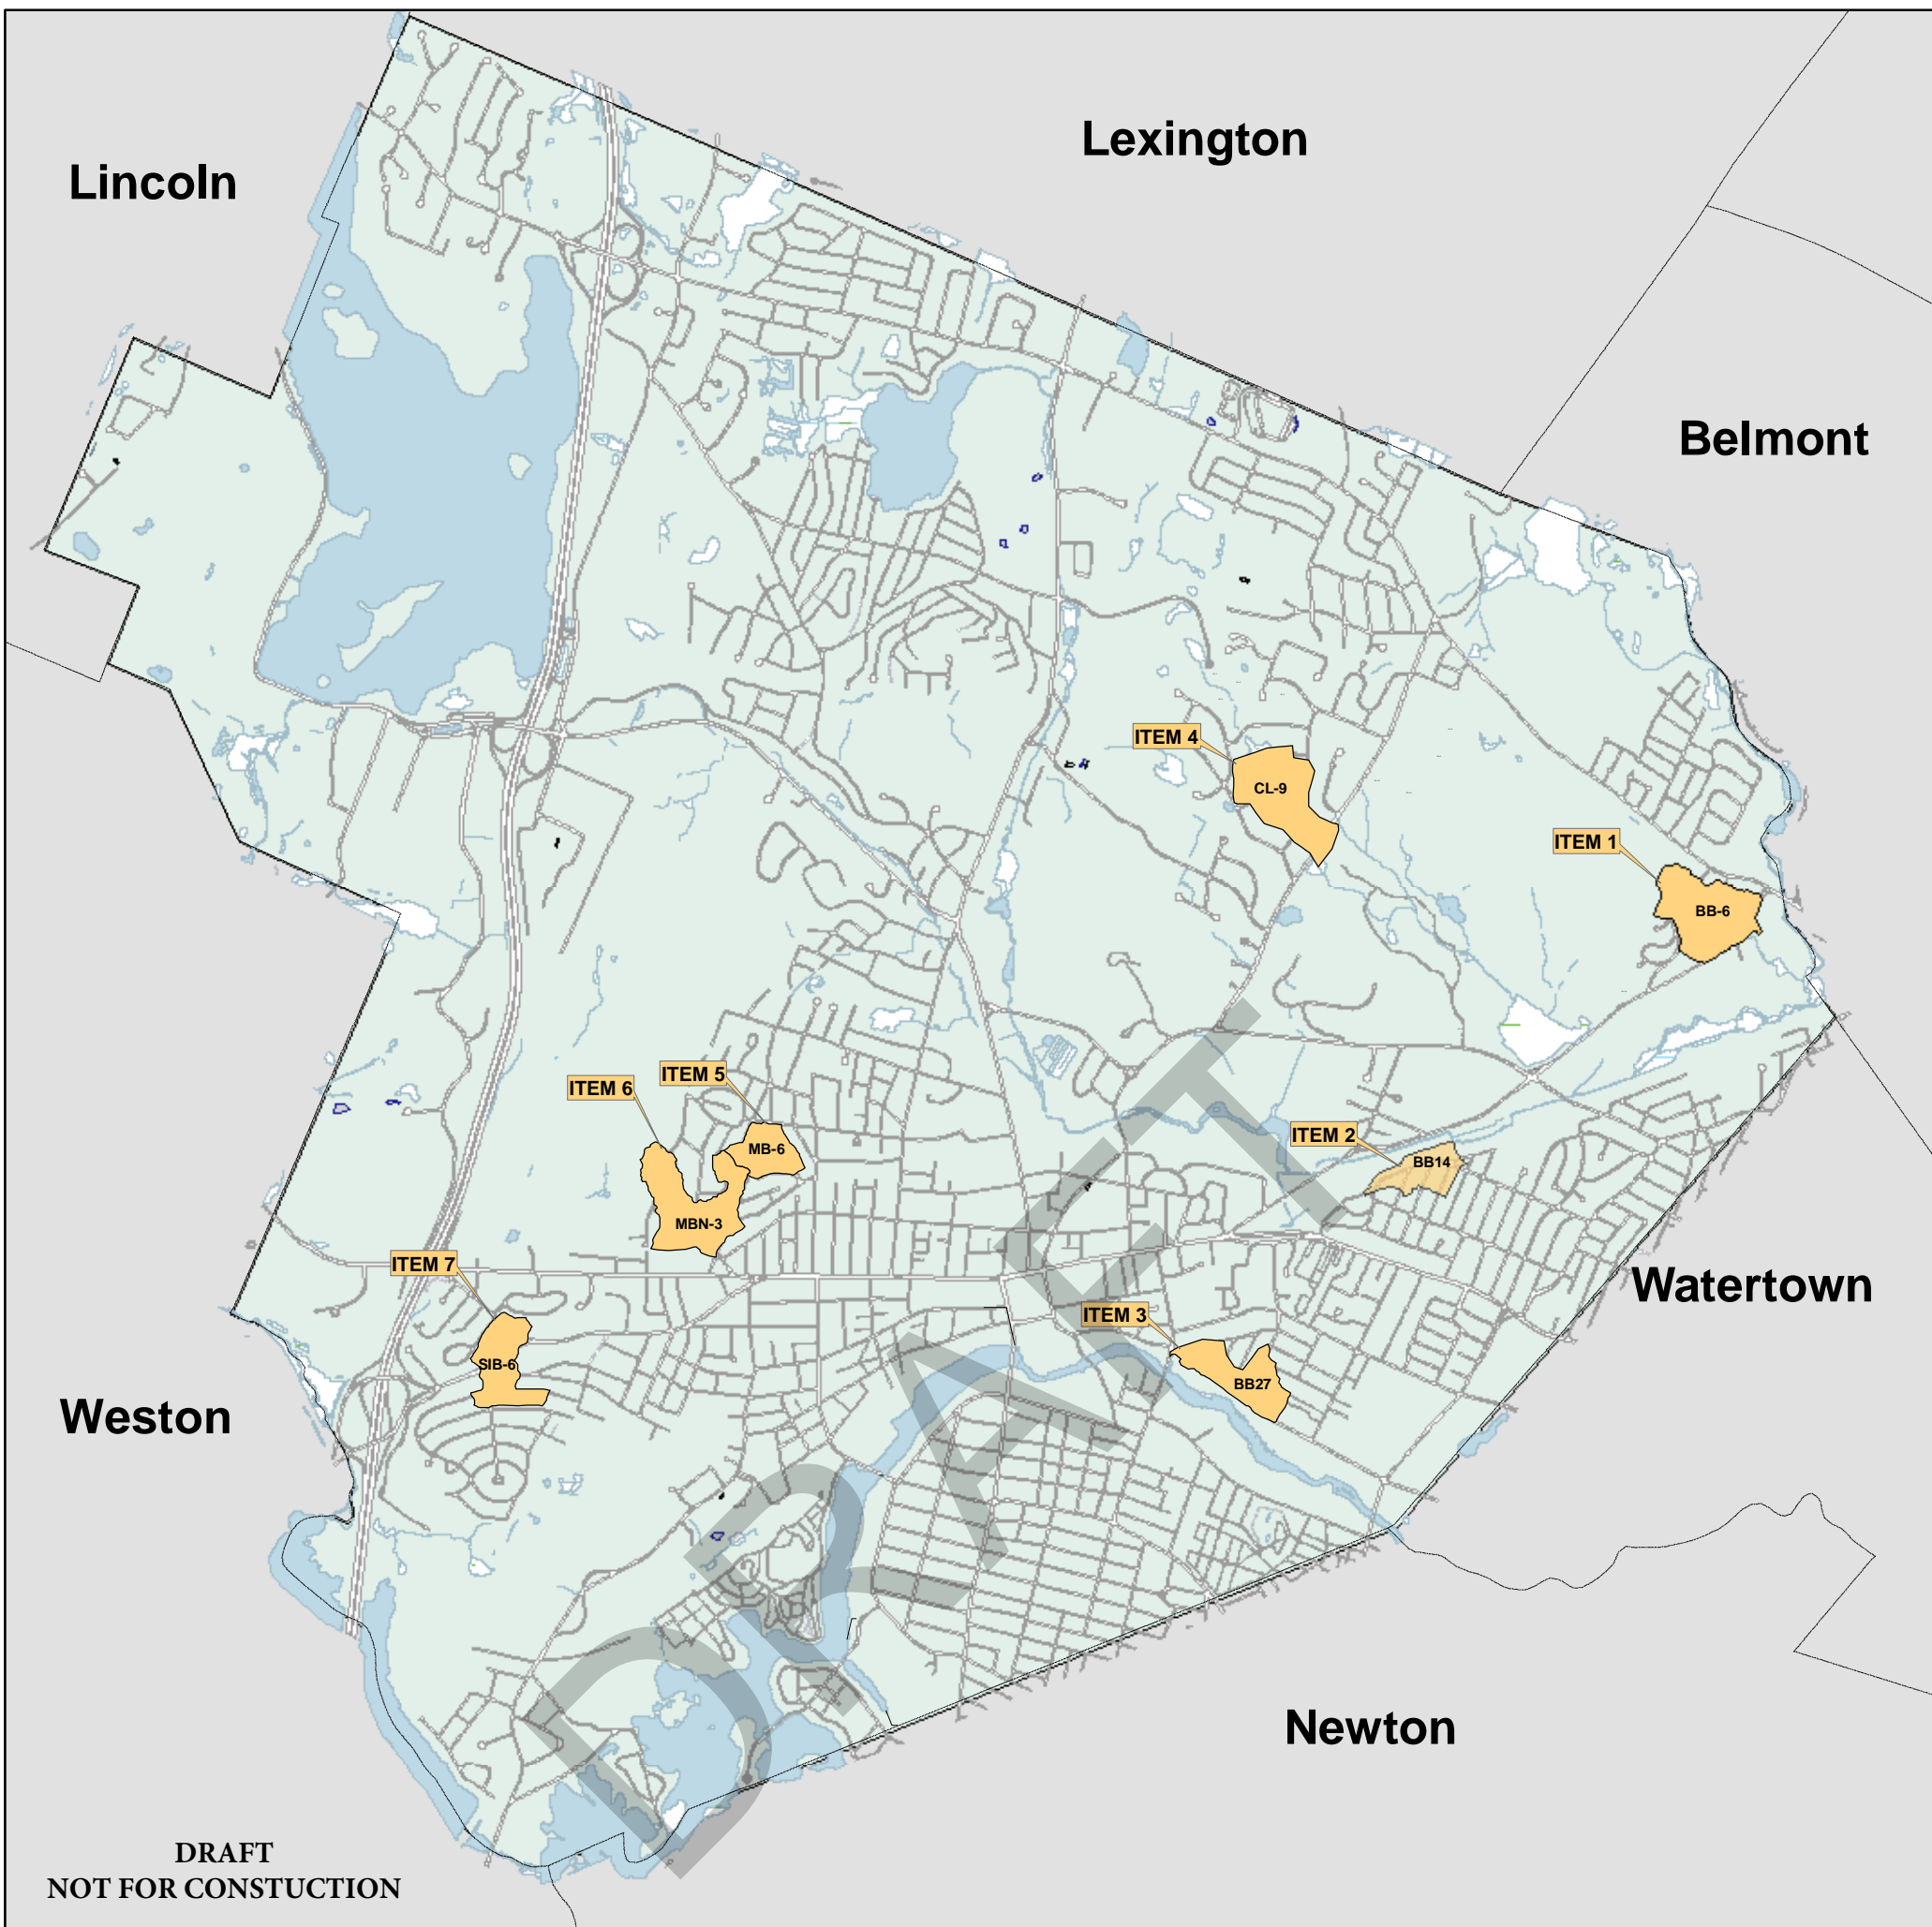 Lexington
Lincoln
Belmont
ITEM 4
CL-9
ITEM 1
BB-6
ITEM 5
ITEM 6
MB-6
ITEM 2
BB14
MBN-3
ITEM 7
Watertown
ITEM 3
SIB-6
BB27
Weston
Newton
DRAFT
DRAFT
NOT FOR CONSTUCTION